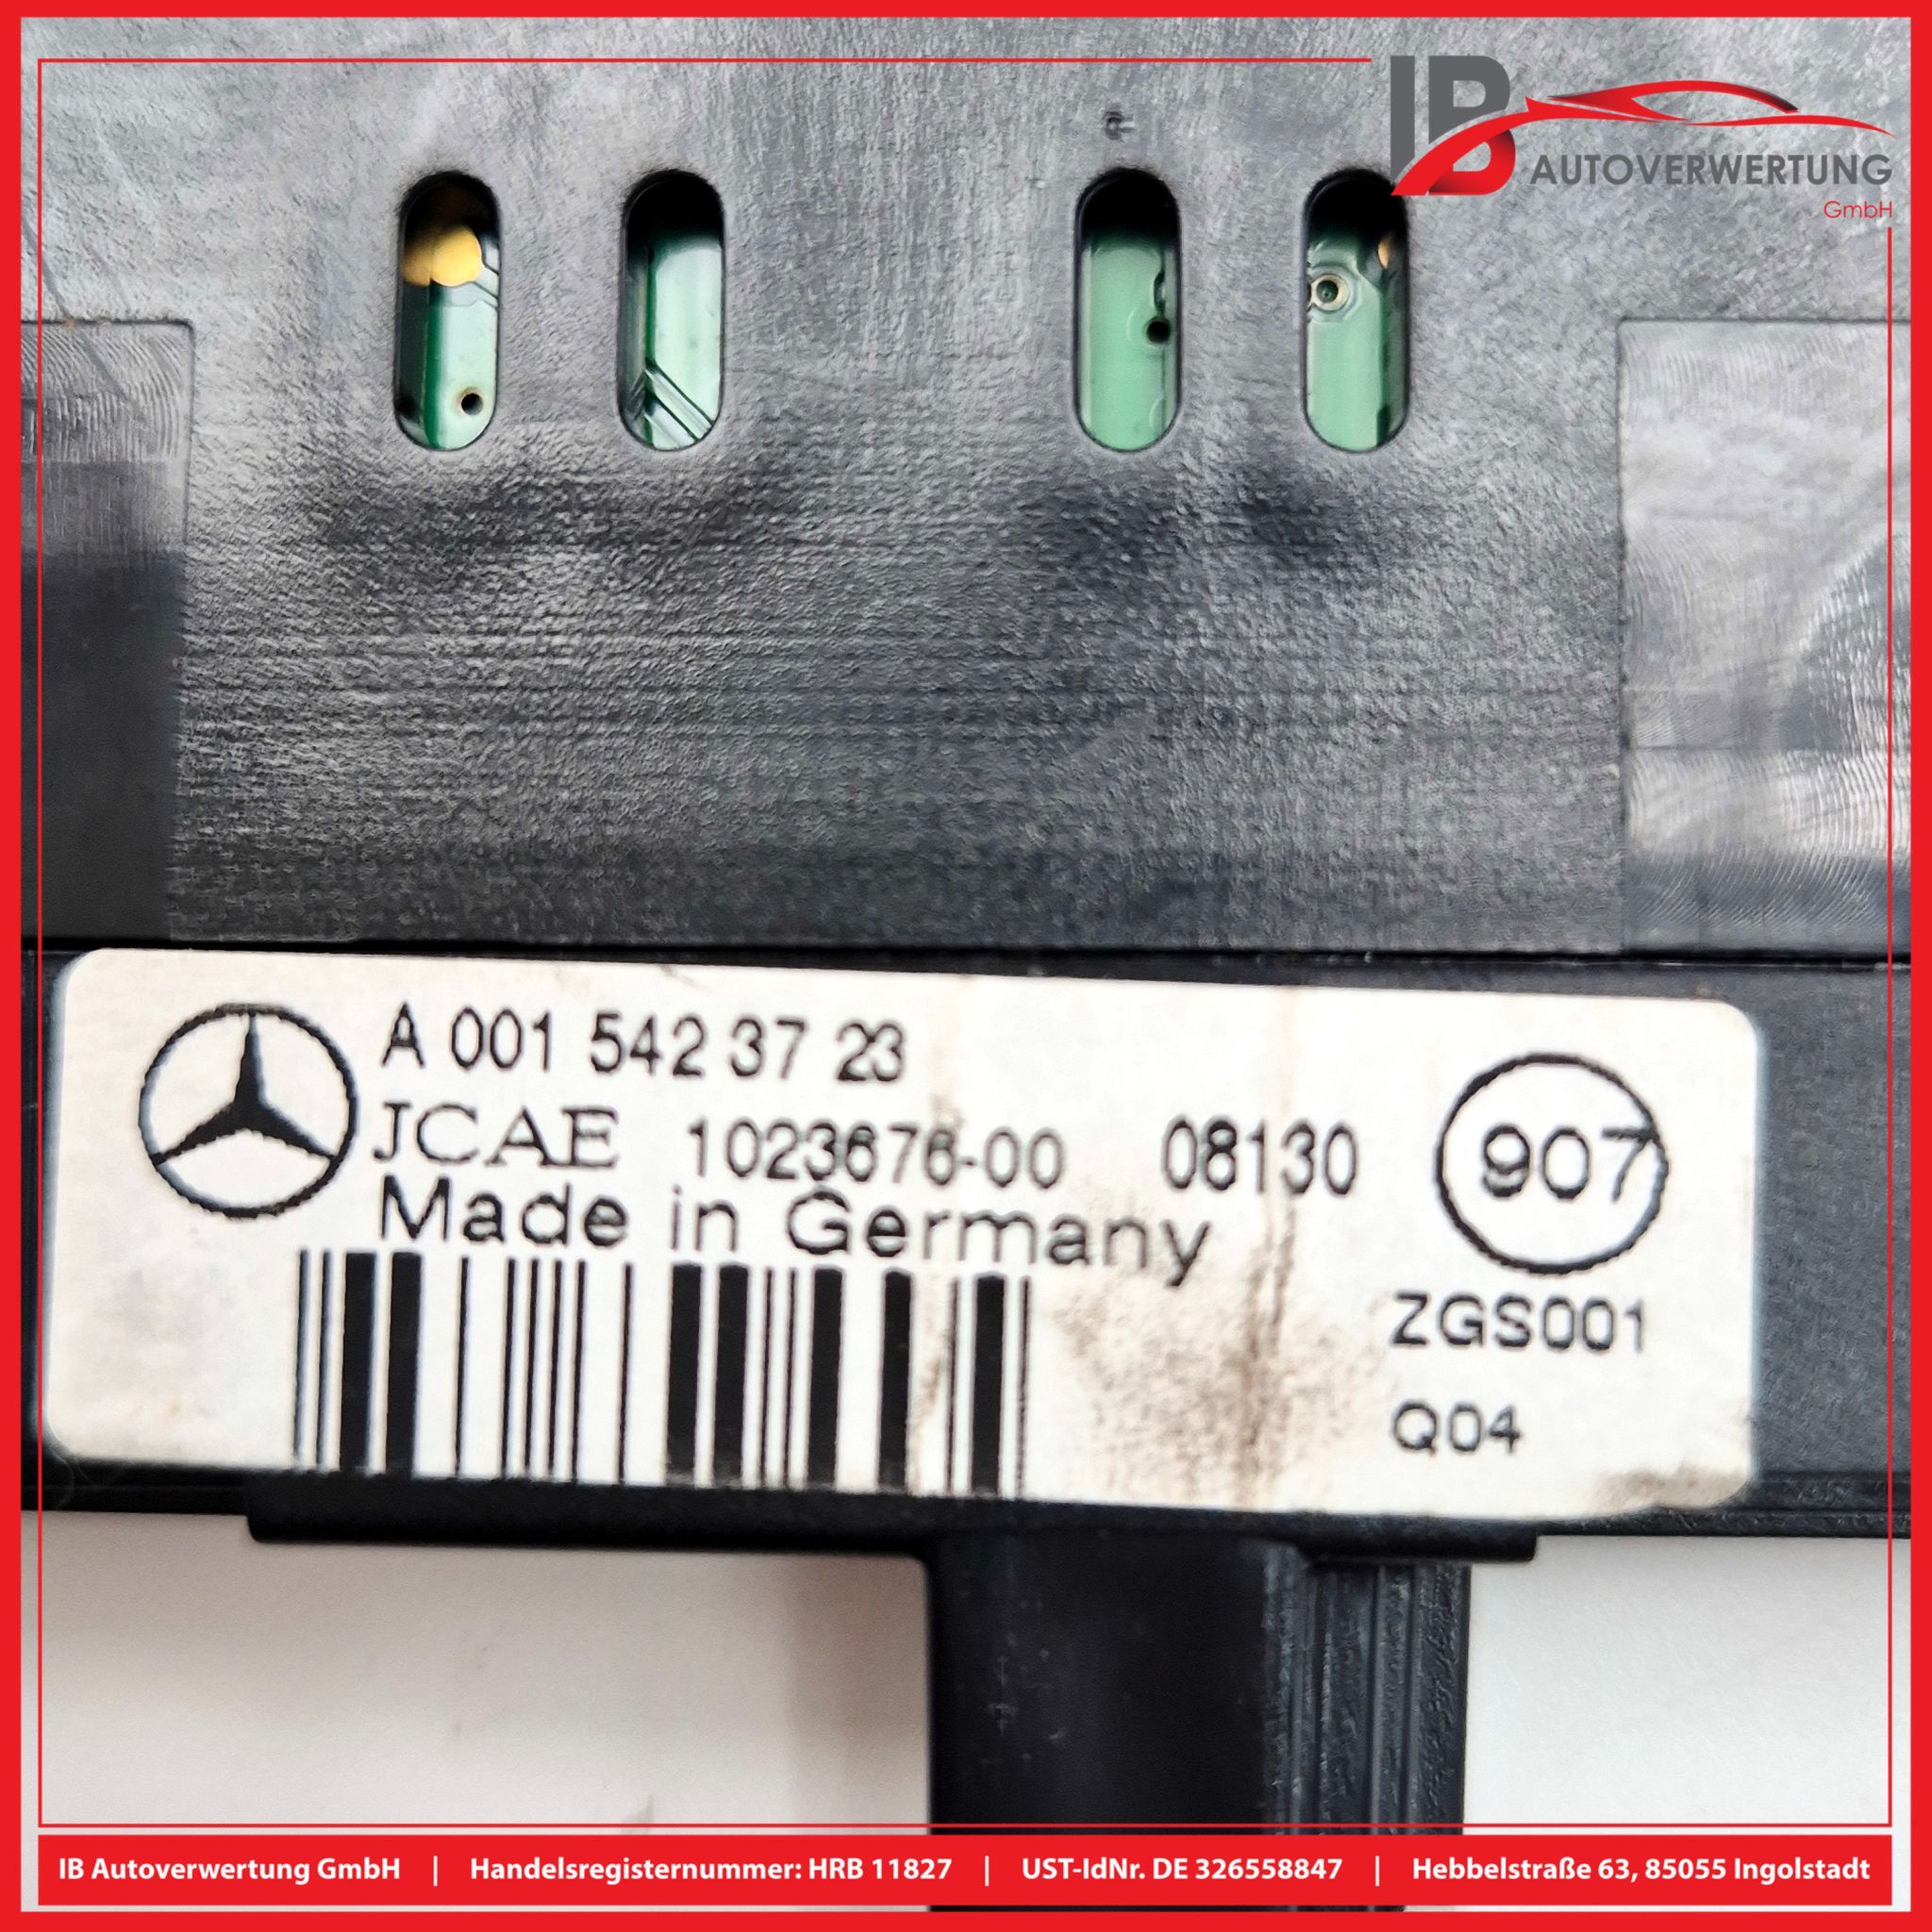 IB
AUTOVERWERTUNG
GmbH
A 001 542 37 23
JCAE 1023676-00 08130
907
Made in Germany
ZGS001
Q04
IB Autoverwertung GmbH | Handelsregisternummer: HRB 11827 | UST-IdNr. DE 326558847 | Hebbelstraße 63, 85055 Ingolstadt